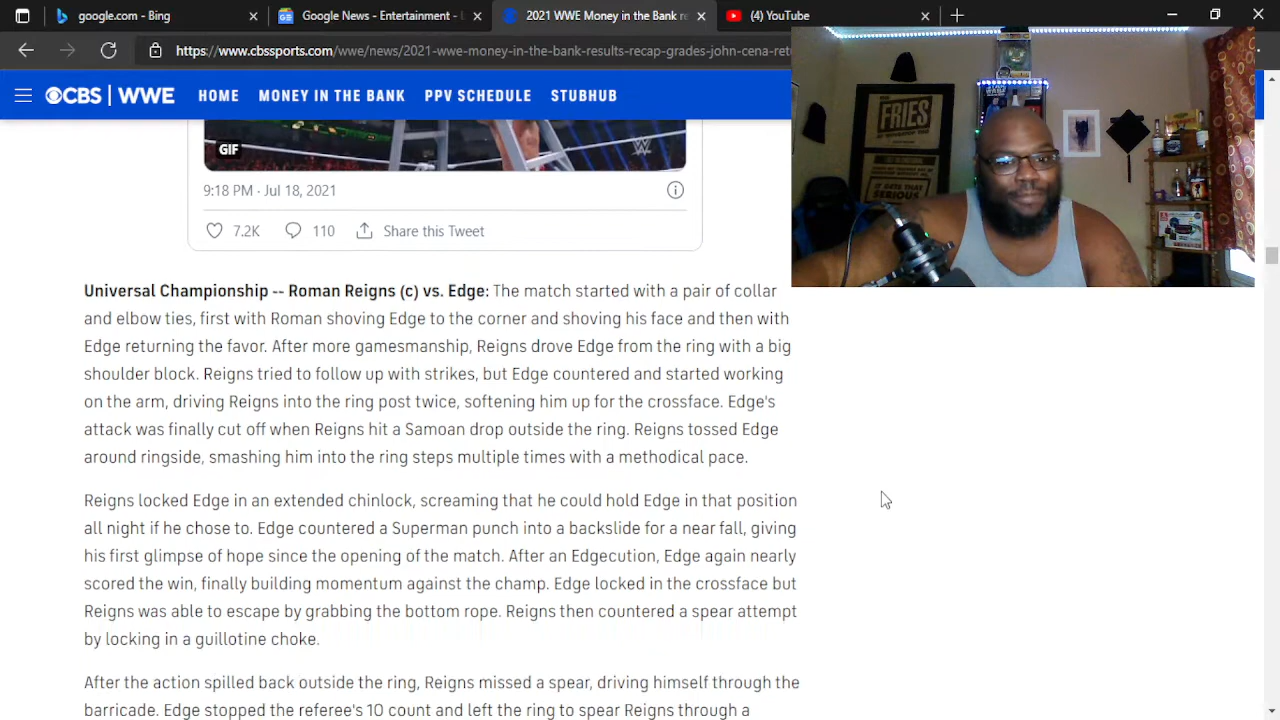 google.com - Bing
Google News - Entertainment - L
2021 WWE Money in the Bank re
(4) YouTube
https://www.cbssports.com/wwe/news/2021-wwe-money-in-the-bank-results-recap-grades-john-cena-retu
CBS | WWE HOME MONEY IN THE BANK PPV SCHEDULE STUBHUB
GIF
9:18 PM · Jul 18, 2021
7.2K 110 Share this Tweet
Universal Championship -- Roman Reigns (c) vs. Edge: The match started with a pair of collar
and elbow ties, first with Roman shoving Edge to the corner and shoving his face and then with
Edge returning the favor. After more gamesmanship, Reigns drove Edge from the ring with a big
shoulder block. Reigns tried to follow up with strikes, but Edge countered and started working
on the arm, driving Reigns into the ring post twice, softening him up for the crossface. Edge's
attack was finally cut off when Reigns hit a Samoan drop outside the ring. Reigns tossed Edge
around ringside, smashing him into the ring steps multiple times with a methodical pace.
Reigns locked Edge in an extended chinlock, screaming that he could hold Edge in that position
all night if he chose to. Edge countered a Superman punch into a backslide for a near fall, giving
his first glimpse of hope since the opening of the match. After an Edgecution, Edge again nearly
scored the win, finally building momentum against the champ. Edge locked in the crossface but
Reigns was able to escape by grabbing the bottom rope. Reigns then countered a spear attempt
by locking in a guillotine choke.
After the action spilled back outside the ring, Reigns missed a spear, driving himself through the
barricade. Edge stopped the referee's 10 count and left the ring to spear Reigns through a
FRIES